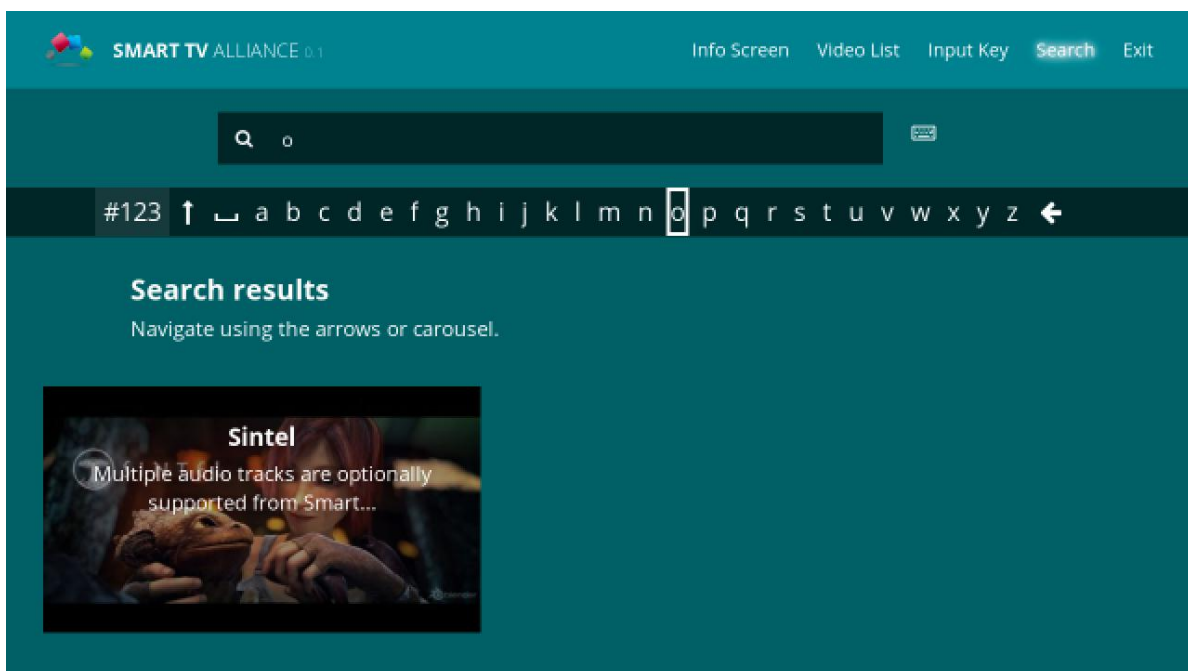 SMART TV ALLIANCE 0.1
Info Screen Video List Input Key Search Exit
o
#123 a b c d e f g h i j k l m n o p q r s t u v w x y z
Search results
Navigate using the arrows or carousel.
Sintel
Multiple audio tracks are optionally
supported from Smart...